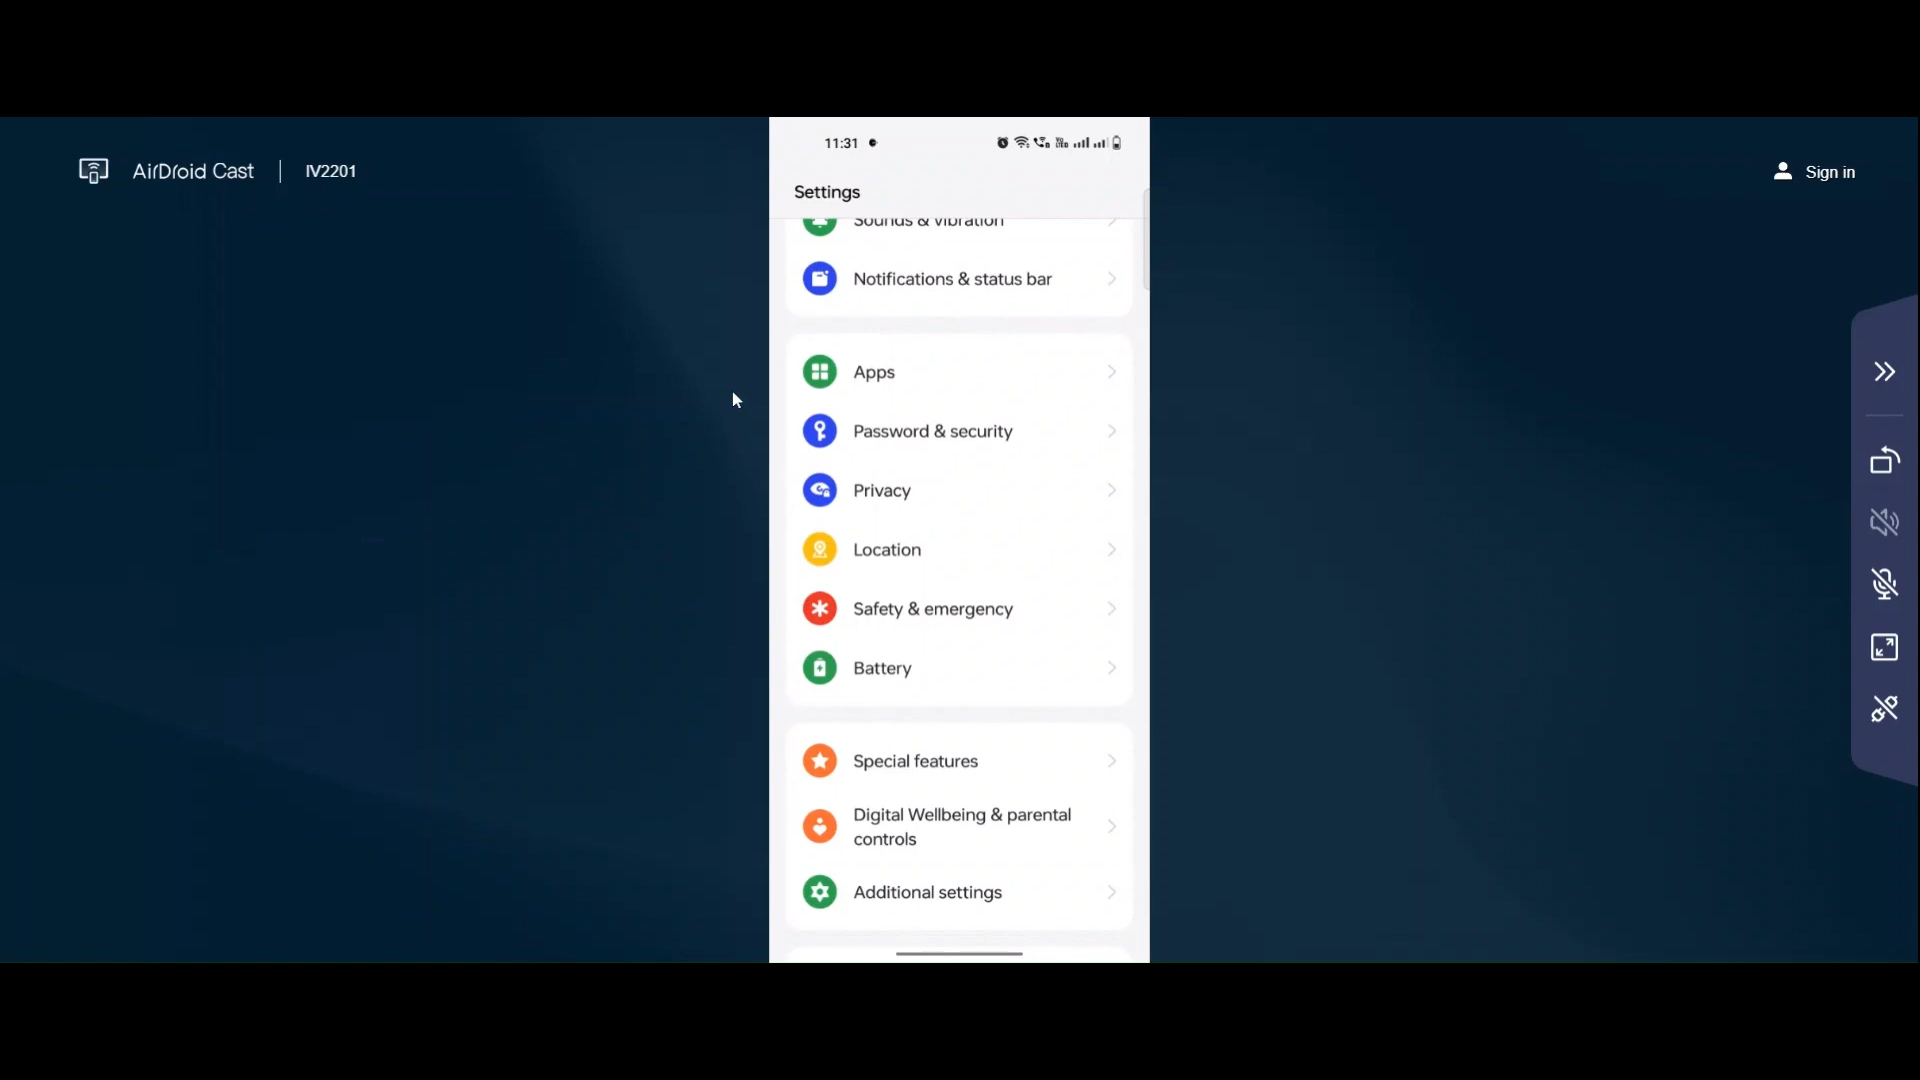 AirDroid Cast
IV2201
Sign in
11:31
Settings
Sounds & vibration
Notifications & status bar
Apps
Password & security
Privacy
Location
Safety & emergency
Battery
Special features
Digital Wellbeing & parental
controls
Additional settings